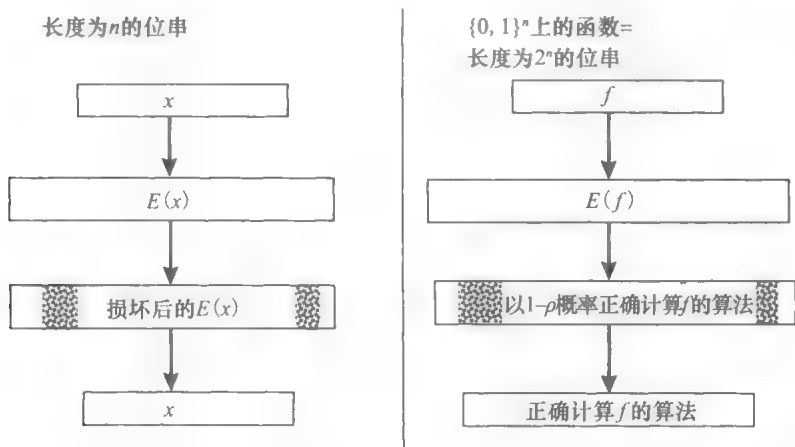 长度为n的位串
x
E(x)
损坏后的E(x)
x
{0, 1}ⁿ上的函数=
长度为2ⁿ的位串
f
E(f)
以1-ρ概率正确计算f的算法
正确计算f的算法